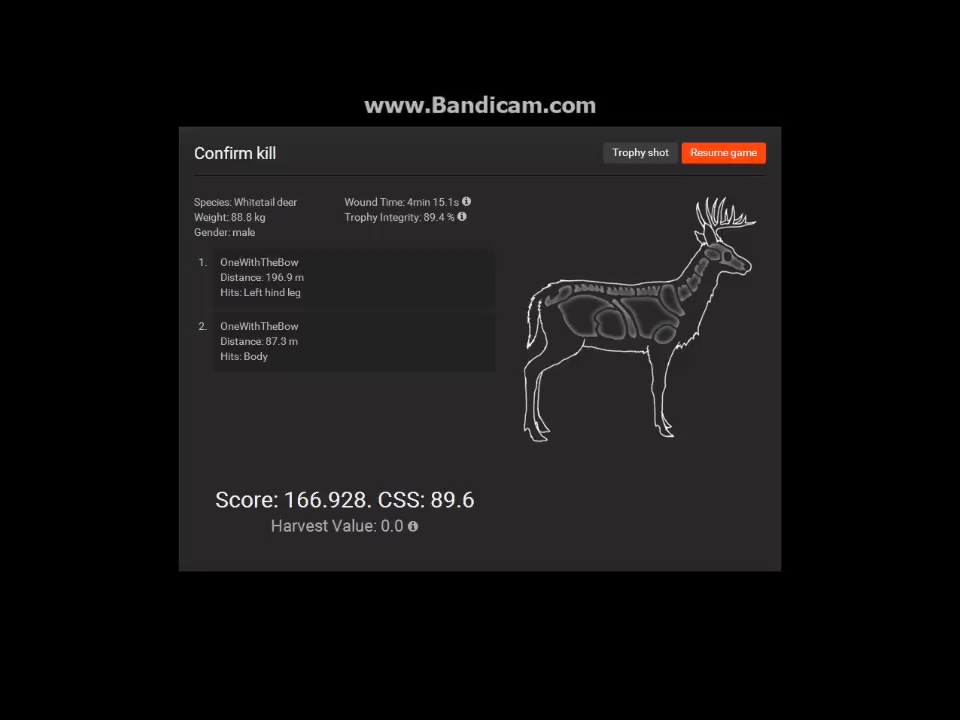 www.Bandicam.com
Confirm kill
Trophy shot
Resume game
Species: Whitetail deer
Weight: 88.8 kg
Gender: male
Wound Time: 4min 15.1s
Trophy Integrity: 89.4 %
1. OneWithTheBow
Distance: 196.9 m
Hits: Left hind leg
2. OneWithTheBow
Distance: 87.3 m
Hits: Body
Score: 166.928. CSS: 89.6
Harvest Value: 0.0